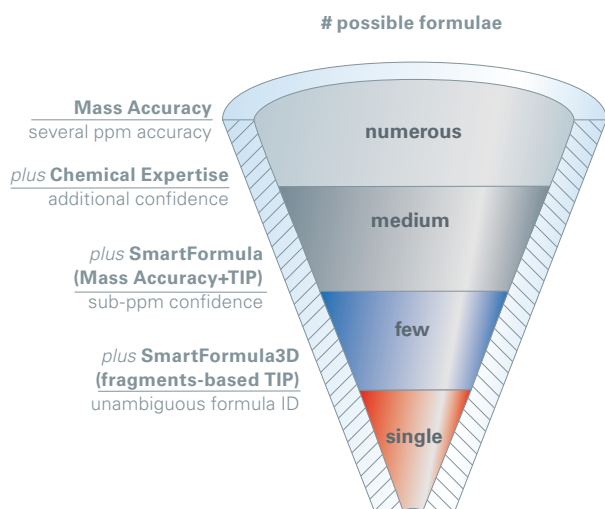 # possible formulae
Mass Accuracy
several ppm accuracy
numerous
plus Chemical Expertise
additional confidence
medium
plus SmartFormula
(Mass Accuracy+TIP)
sub-ppm confidence
few
plus SmartFormula3D
(fragments-based TIP)
unambiguous formula ID
single